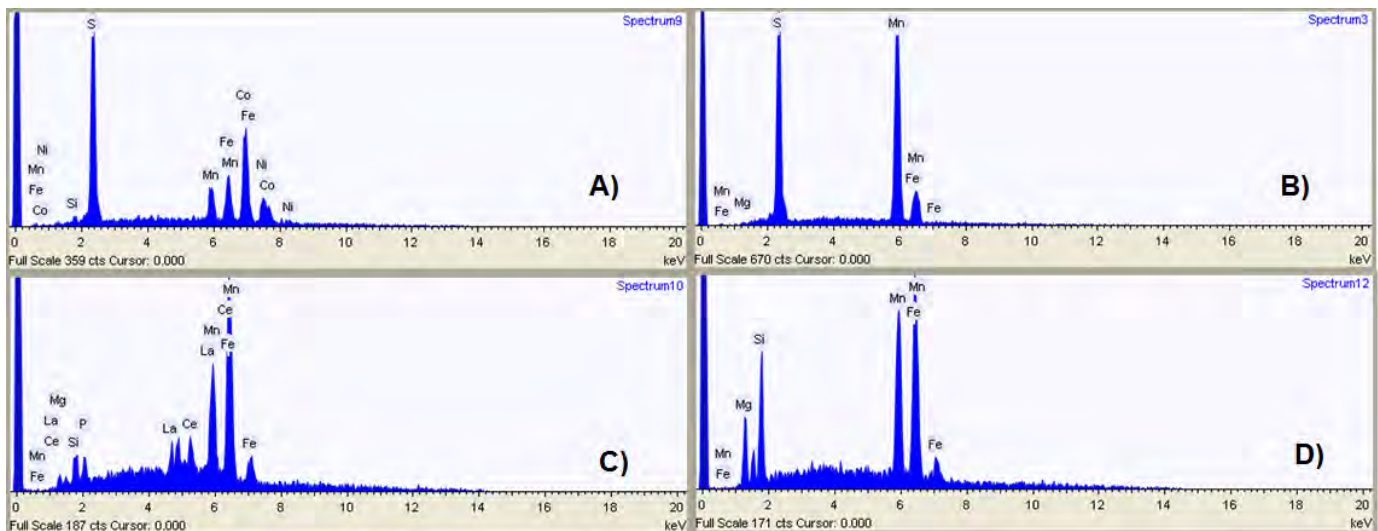 Spectrum9
S
Co
Fe
Ni
Mn
Fe
Co
Si
Fe
Mn
Mn
Ni
Co
Ni
A)
0 2 4 6 8 10 12 14 16 18 20
Full Scale 359 cts Cursor: 0.000 keV
Spectrum3
S
Mn
Mn
Fe
Mg
Mn
Fe
Fe
B)
0 2 4 6 8 10 12 14 16 18 20
Full Scale 670 cts Cursor: 0.000 keV
Spectrum10
Mn
Ce
Mn
Fe
La
Mg
La
P
Ce
Si
Mn
Fe
La
Ce
Fe
C)
0 2 4 6 8 10 12 14 16 18 20
Full Scale 187 cts Cursor: 0.000 keV
Spectrum12
Mn
Mn
Fe
Si
Mg
Mn
Fe
Fe
D)
0 2 4 6 8 10 12 14 16 18 20
Full Scale 171 cts Cursor: 0.000 keV